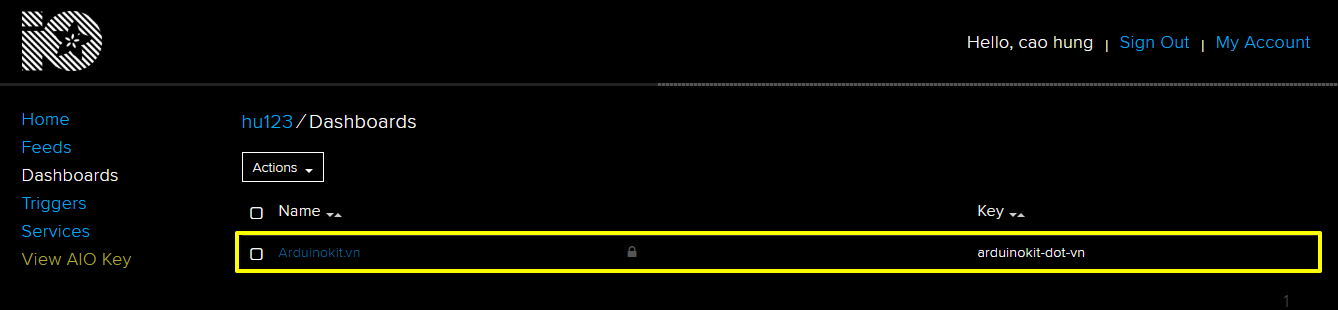 iO
Hello, cao hung | Sign Out | My Account
Home
Feeds
Dashboards
Triggers
Services
View AIO Key
hu123 / Dashboards
Actions
Name
Key
Arduinokit.vn
arduinokit-dot-vn
1